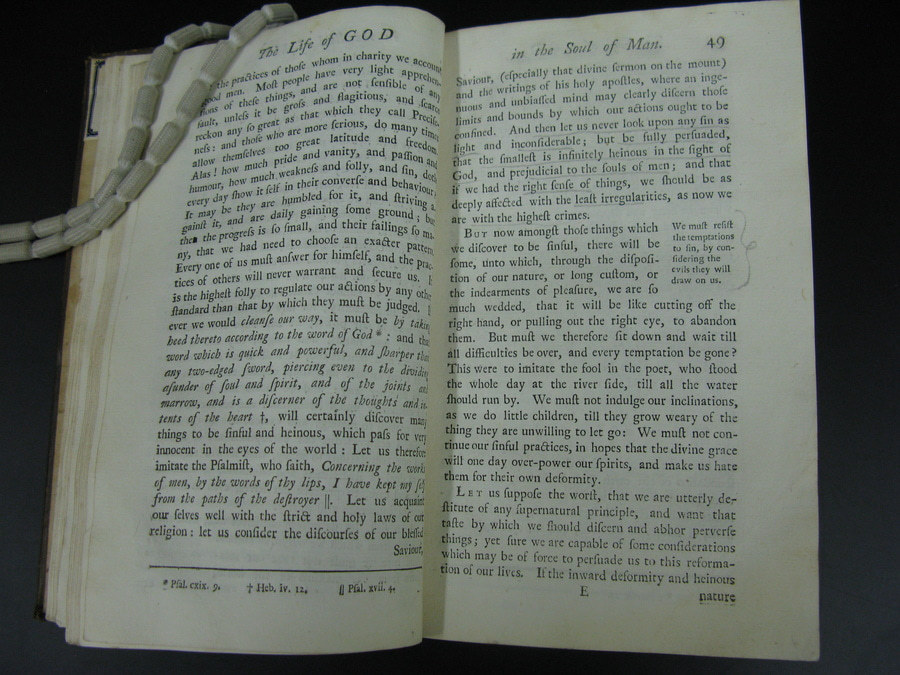 The Life of GOD
the practices of thoſe whom in charity we account
good men. Moſt people have very light apprehen-
ſions of theſe things, and are not ſenſible of any
fault, unleſs it be groſs and flagitious, and ſcarce
reckon any ſo great as that which they call Preciſe-
neſs: and thoſe who are more ſerious, do many times
allow themſelves too great latitude and freedom.
Alas! how much pride and vanity, and paſſion and
humour, how much weakneſs and folly, and ſin, doth
every day ſhow it ſelf in their converſe and behaviour?
It may be they are humbled for it, and ſtriving a-
gainſt it, and are daily gaining ſome ground; but
then the progreſs is ſo ſmall, and their failings ſo ma-
ny, that we had need to chooſe an exacter pattern.
Every one of us muſt anſwer for himſelf, and the prac-
tices of others will never warrant and ſecure us. It
is the higheſt folly to regulate our actions by any other
ſtandard than that by which they muſt be judged. If
ever we would cleanſe our way, it muſt be by taking
heed thereto according to the word of God * : and that
word which is quick and powerful, and ſharper than
any two-edged ſword, piercing even to the dividing
aſunder of ſoul and ſpirit, and of the joints and
marrow, and is a diſcerner of the thoughts and in-
tents of the heart †, will certainly diſcover many
things to be ſinful and heinous, which paſs for very
innocent in the eyes of the world : Let us therefore
imitate the Pſalmiſt, who ſaith, Concerning the works
of men, by the words of thy lips, I have kept my ſelf
from the paths of the deſtroyer ||. Let us acquaint
our ſelves well with the ſtrict and holy laws of our
religion : let us conſider the diſcourſes of our bleſſed
Saviour,
* Pſal. cxix. 9. † Heb. iv. 12. || Pſal. xvii. 4.
in the Soul of Man. 49
Saviour, (eſpecially that divine ſermon on the mount)
and the writings of his holy apoſtles, where an inge-
nuous and unbiaſſed mind may clearly diſcern thoſe
limits and bounds by which our actions ought to be
confined. And then let us never look upon any ſin as
light and inconſiderable; but be fully perſuaded,
that the ſmalleſt is infinitely heinous in the ſight of
God, and prejudicial to the ſouls of men; and that
if we had the right ſenſe of things, we ſhould be as
deeply affected with the leaſt irregularities, as now we
are with the higheſt crimes.
BUT now amongſt thoſe things which
we diſcover to be ſinful, there will be
ſome, unto which, through the diſpoſi-
tion of our nature, or long cuſtom, or
the indearments of pleaſure, we are ſo
much wedded, that it will be like cutting off the
right hand, or pulling out the right eye, to abandon
them. But muſt we therefore ſit down and wait till
all difficulties be over, and every temptation be gone?
This were to imitate the fool in the poet, who ſtood
the whole day at the river ſide, till all the water
ſhould run by. We muſt not indulge our inclinations,
as we do little children, till they grow weary of the
thing they are unwilling to let go: We muſt not con-
tinue our ſinful practices, in hopes that the divine grace
will one day over-power our ſpirits, and make us hate
them for their own deformity.
LET us ſuppoſe the worſt, that we are utterly de-
ſtitute of any ſupernatural principle, and want that
taſte by which we ſhould diſcern and abhor perverſe
things; yet ſure we are capable of ſome conſiderations
which may be of force to perſuade us to this reforma-
tion of our lives. If the inward deformity and heinous
E nature
We muſt reſiſt
the temptations
to ſin, by con-
ſidering the
evils they will
draw on us.